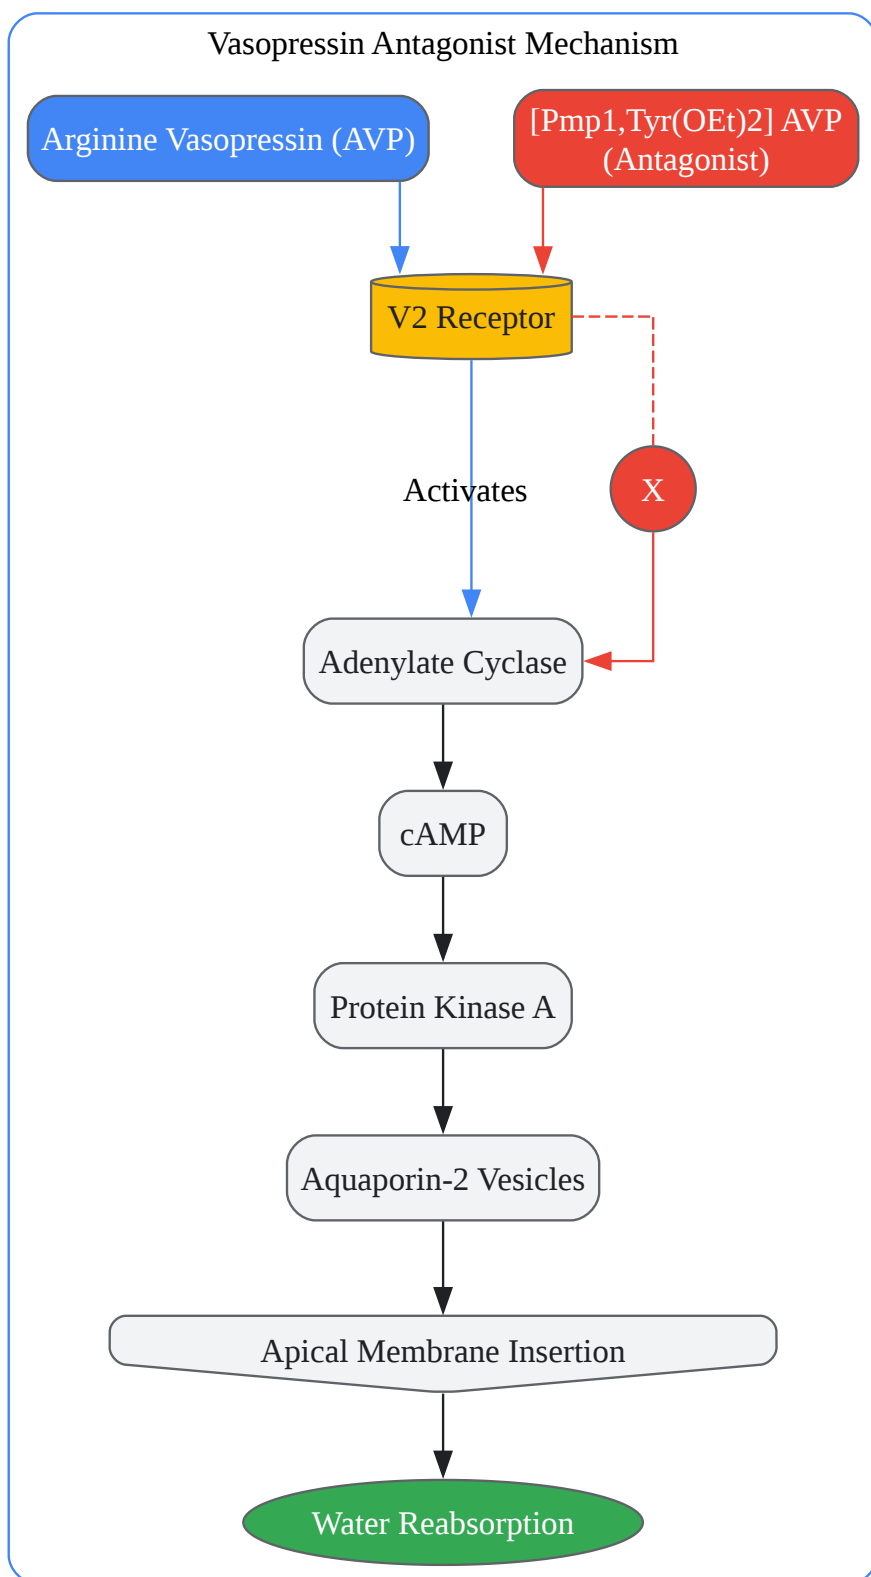 Vasopressin Antagonist Mechanism
Arginine Vasopressin (AVP)
[Pmp1,Tyr(OEt)2] AVP
(Antagonist)
V2 Receptor
Activates
X
Adenylate Cyclase
cAMP
Protein Kinase A
Aquaporin-2 Vesicles
Apical Membrane Insertion
Water Reabsorption